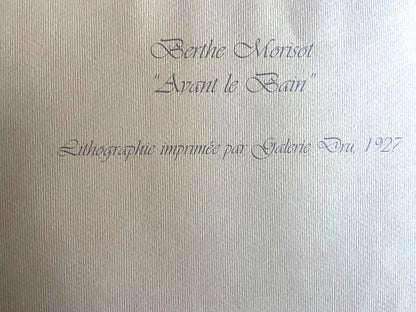 Berthe Morisot
"Avant le Bain"
Lithographie imprimée par Galerie Dru, 1927